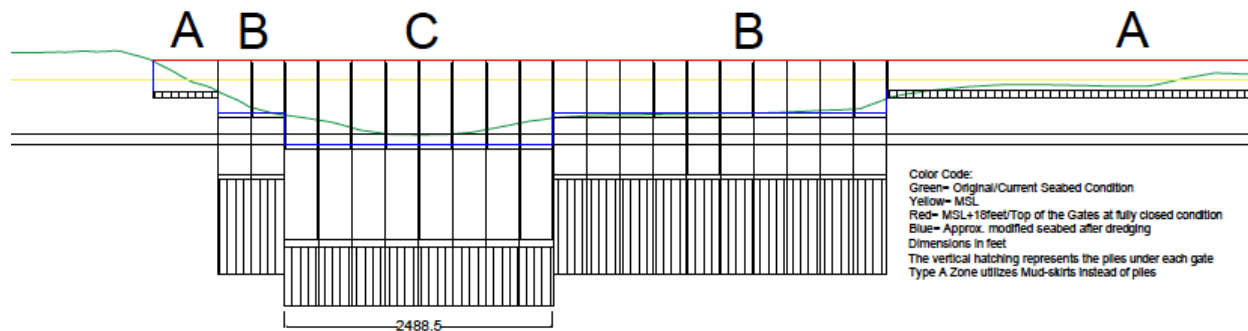 A B C B A
Color Code:
Green= Original/Current Seabed Condition
Yellow= MSL
Red= MSL+18feet/Top of the Gates at fully closed condition
Blue= Approx. modified seabed after dredging
Dimensions in feet
The vertical hatching represents the piles under each gate
Type A Zone utilizes Mud-skirts instead of piles
2488.5